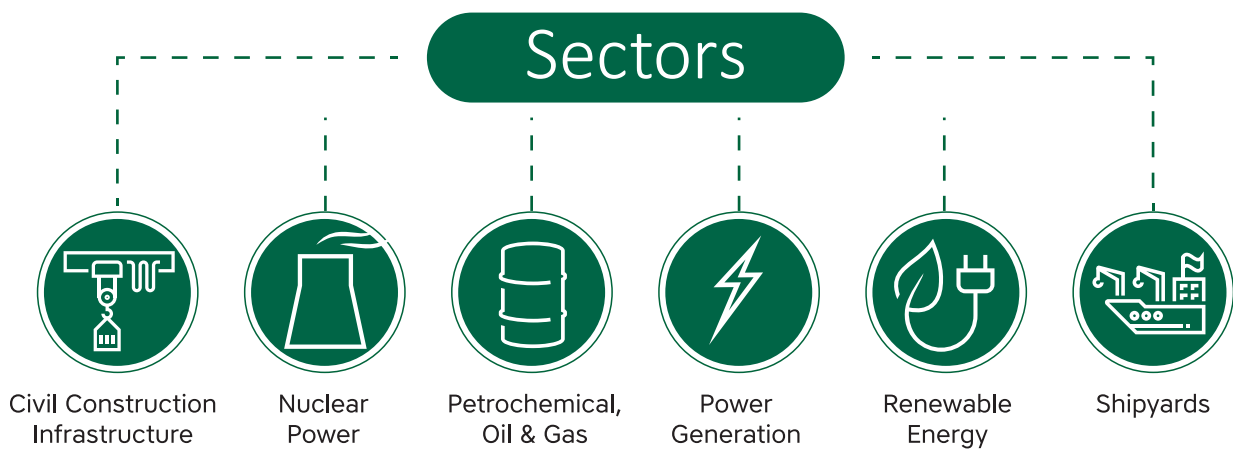 Sectors
Civil Construction
Infrastructure
Nuclear
Power
Petrochemical,
Oil & Gas
Power
Generation
Renewable
Energy
Shipyards